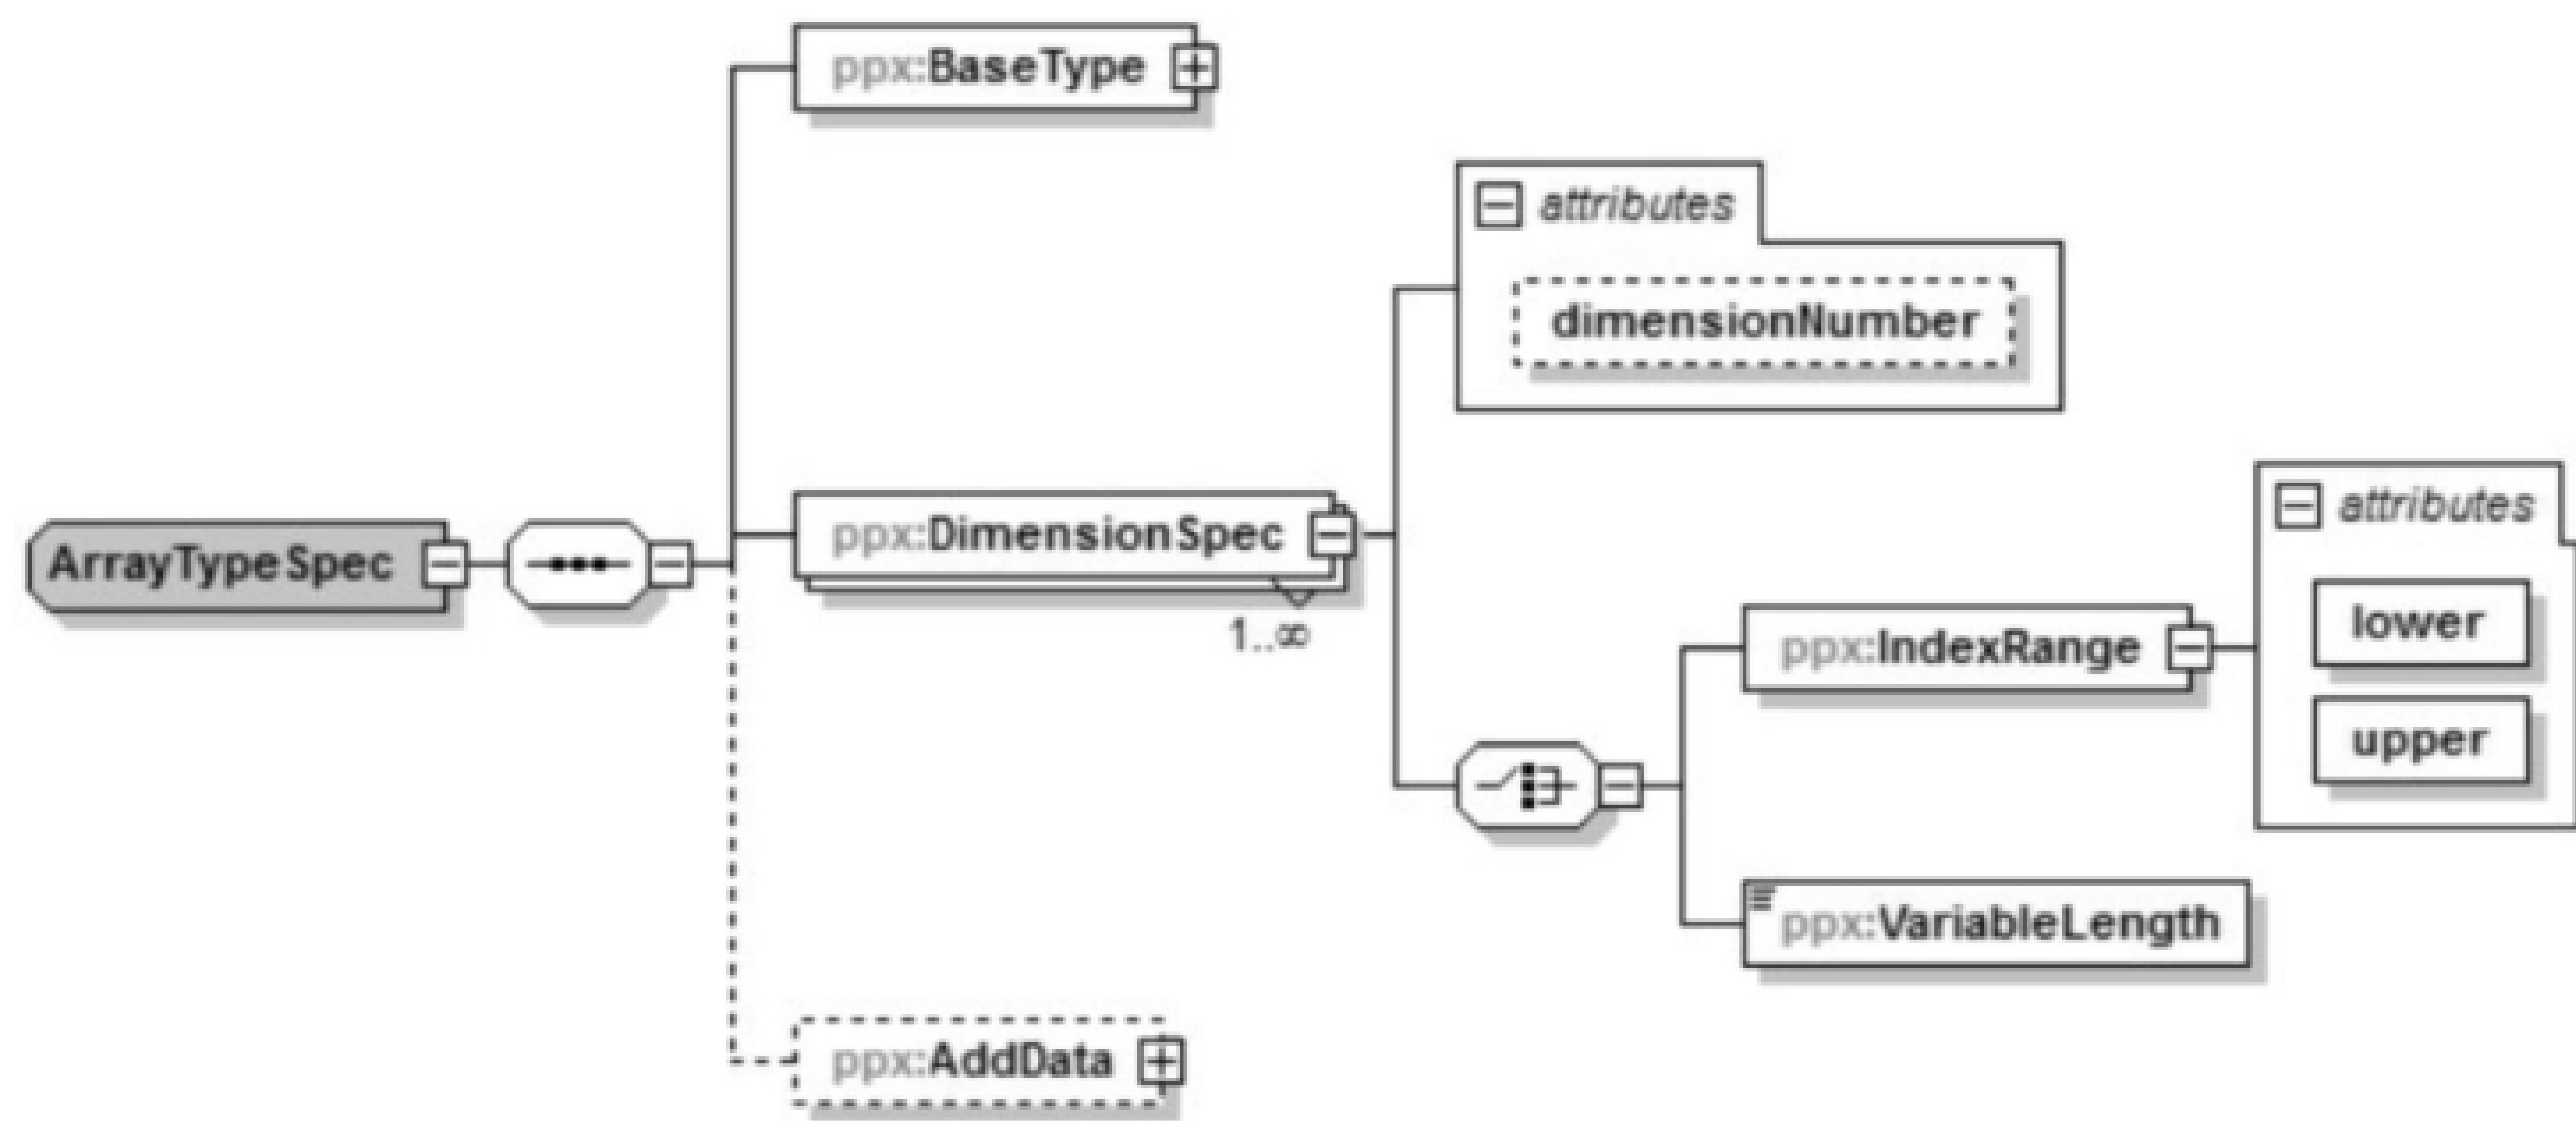 ppx:BaseType
attributes
dimensionNumber
ArrayTypeSpec
ppx:DimensionSpec
1..∞
attributes
ppx:IndexRange
lower
upper
ppx:VariableLength
ppx:AddData